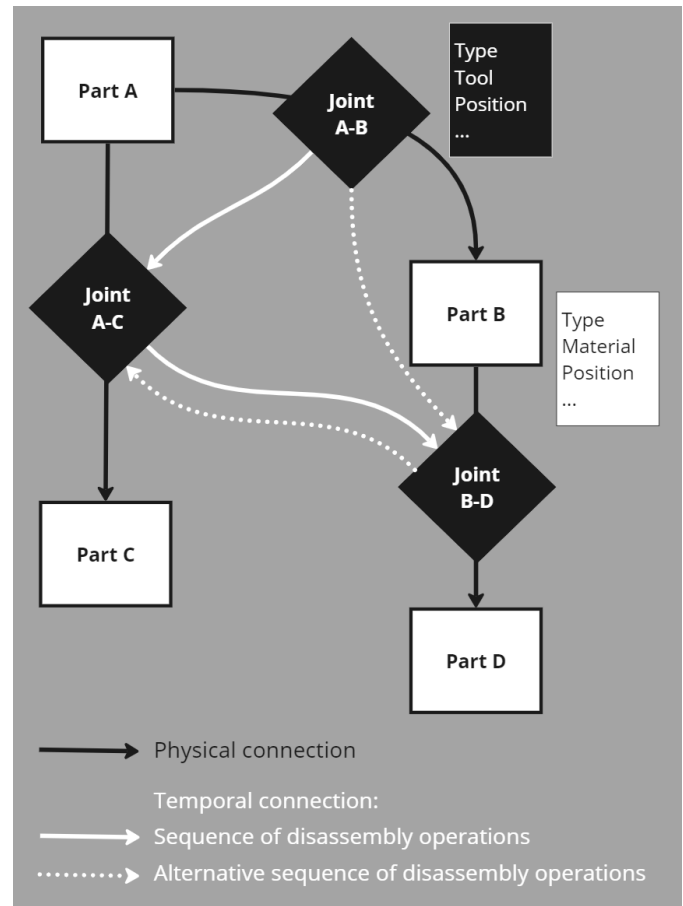 Part A
Joint
A-B
Type
Tool
Position
...
Joint
A-C
Part B
Type
Material
Position
...
Joint
B-D
Part C
Part D
Physical connection
Temporal connection:
Sequence of disassembly operations
Alternative sequence of disassembly operations